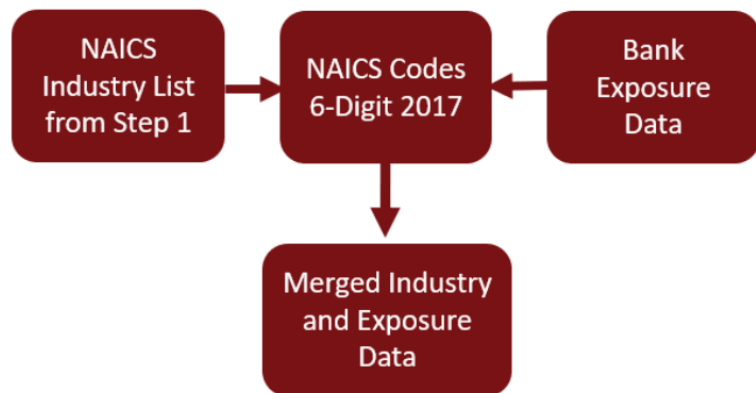 NAICS
Industry List
from Step 1
NAICS Codes
6-Digit 2017
Bank
Exposure
Data
Merged Industry
and Exposure
Data